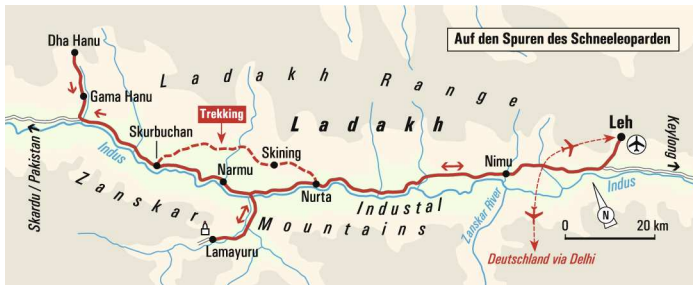 Auf den Spuren des Schneeleoparden
Dha Hanu
Gama Hanu
Ladakh Range
Trekking
Ladakh
Leh
Keylong
Skurbuchan
Skining
Indus
Skardu / Pakistan
Narmu
Nimu
Nurta
Industal
Indus
Zanskar
Mountains
Zanskar River
Lamayuru
N
0 20 km
Deutschland via Delhi